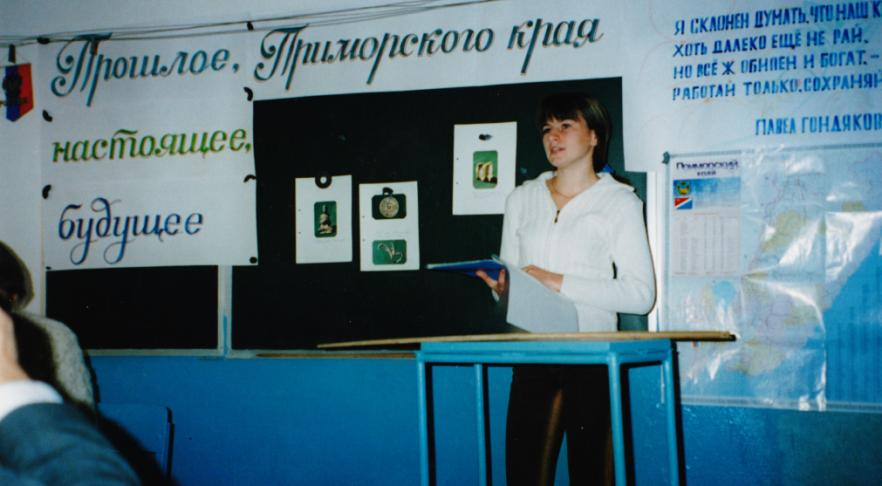 Прошлое,
настоящее,
будущее
Приморского края
Я СКЛОНЕН ДУМАТЬ, ЧТО НАШ К
ХОТЬ ДАЛЕКО ЕЩЁ НЕ РАЙ,
НО ВСЁ Ж ОБИЛЕН И БОГАТ, –
РАБОТАЙ ТОЛЬКО, СОХРАНЯЙ
ПАВЕЛ ГОНДЯКОВ
Приморский
край